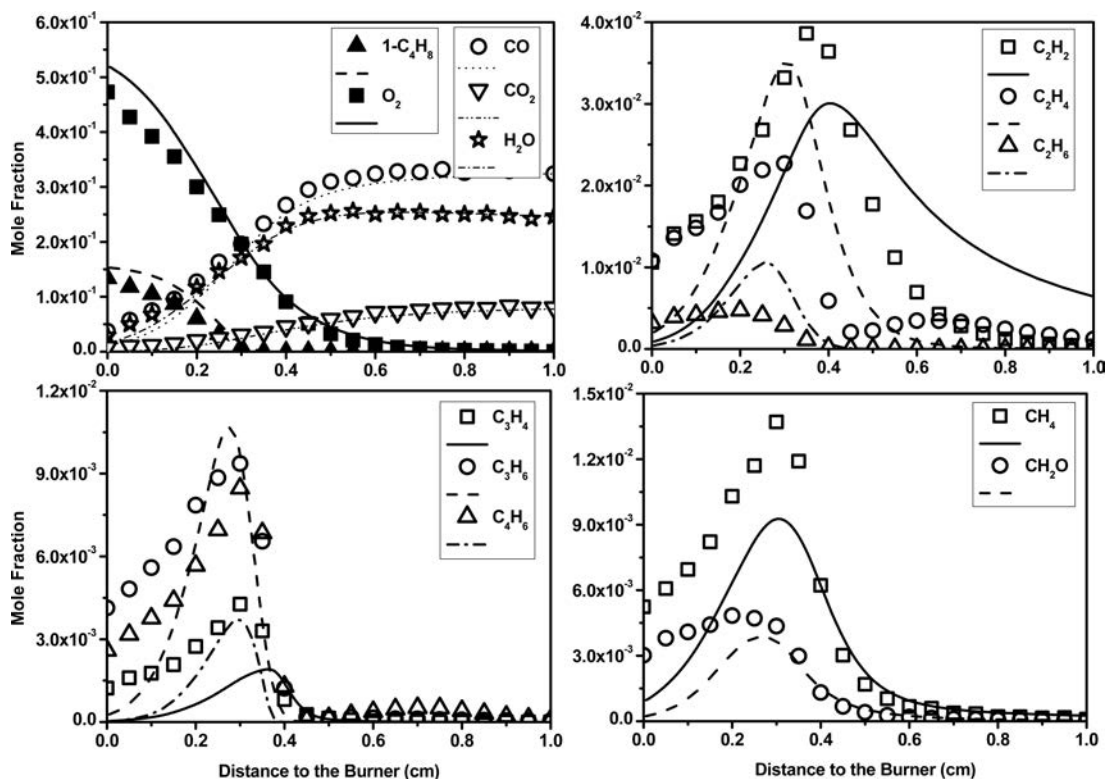 Mole Fraction
6.0x10⁻¹
5.0x10⁻¹
4.0x10⁻¹
3.0x10⁻¹
2.0x10⁻¹
1.0x10⁻¹
0.0
1-C₄H₈
O₂
CO
CO₂
H₂O
0.0 0.2 0.4 0.6 0.8 1.0
4.0x10⁻²
3.0x10⁻²
2.0x10⁻²
1.0x10⁻²
0.0
C₂H₂
C₂H₄
C₂H₆
0.0 0.2 0.4 0.6 0.8 1.0
Mole Fraction
1.2x10⁻²
9.0x10⁻³
6.0x10⁻³
3.0x10⁻³
0.0
C₃H₄
C₃H₆
C₄H₆
0.0 0.2 0.4 0.6 0.8 1.0
Distance to the Burner (cm)
1.5x10⁻²
1.2x10⁻²
9.0x10⁻³
6.0x10⁻³
3.0x10⁻³
0.0
CH₄
CH₂O
0.0 0.2 0.4 0.6 0.8 1.0
Distance to the Burner (cm)